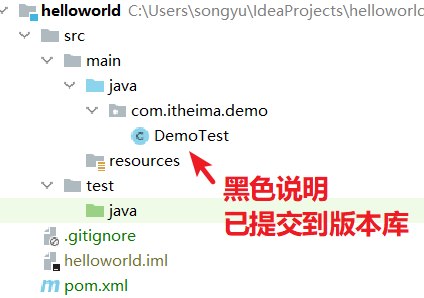 helloworld C:\Users\songyu\IdeaProjects\helloworld
src
main
java
com.itheima.demo
DemoTest
resources
test
java
.gitignore
helloworld.iml
pom.xml
黑色说明
已提交到版本库